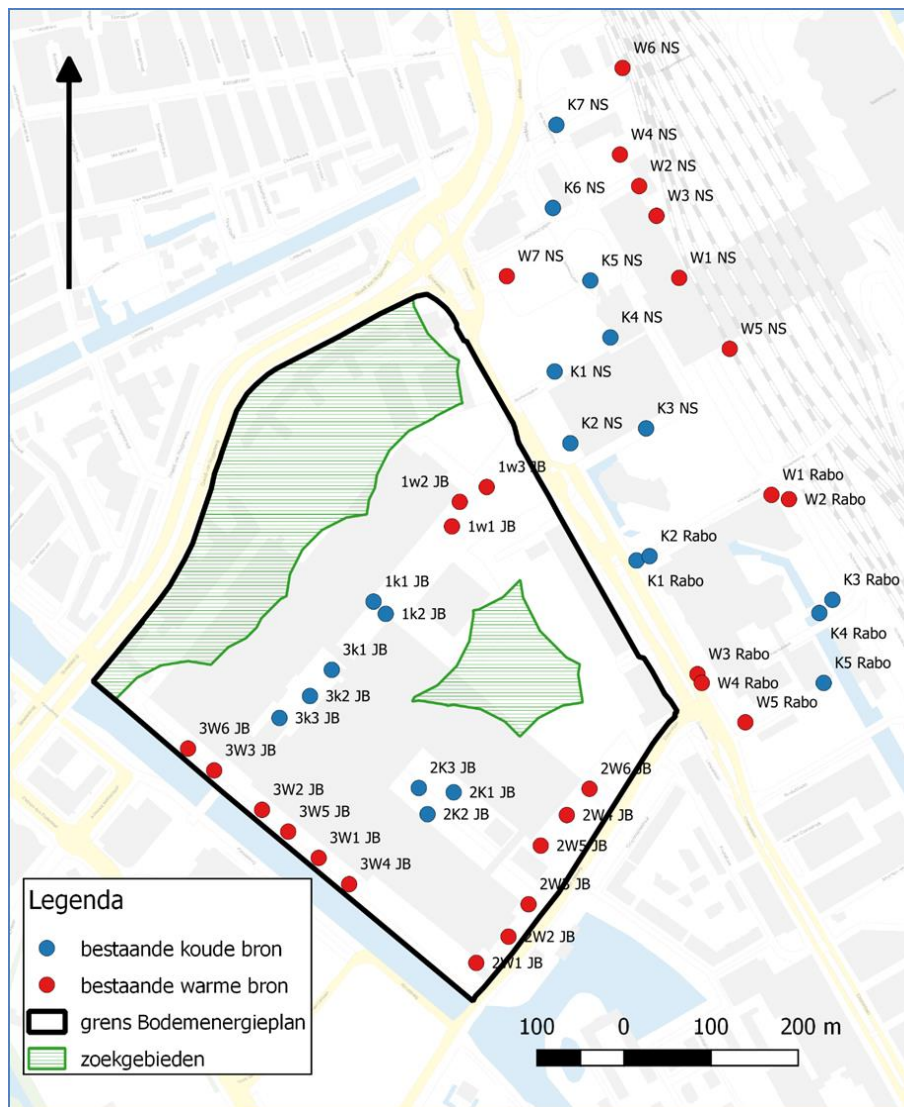 W6 NS
K7 NS
W4 NS
W2 NS
K6 NS
W3 NS
W7 NS
K5 NS
W1 NS
K4 NS
W5 NS
K1 NS
K2 NS
K3 NS
1w3 JB
1w2 JB
W1 Rabo
W2 Rabo
1w1 JB
K2 Rabo
K1 Rabo
1k1 JB
K3 Rabo
1k2 JB
K4 Rabo
3k1 JB
W3 Rabo
K5 Rabo
W4 Rabo
3k2 JB
W5 Rabo
3k3 JB
3W6 JB
3W3 JB
2K3 JB
2W6 JB
3W2 JB
2K1 JB
3W5 JB
2K2 JB
2W4 JB
3W1 JB
2W5 JB
3W4 JB
2W3 JB
2W2 JB
2W1 JB
Legenda
bestaande koude bron
bestaande warme bron
grens Bodemenergieplan
zoekgebieden
100 0 100 200 m